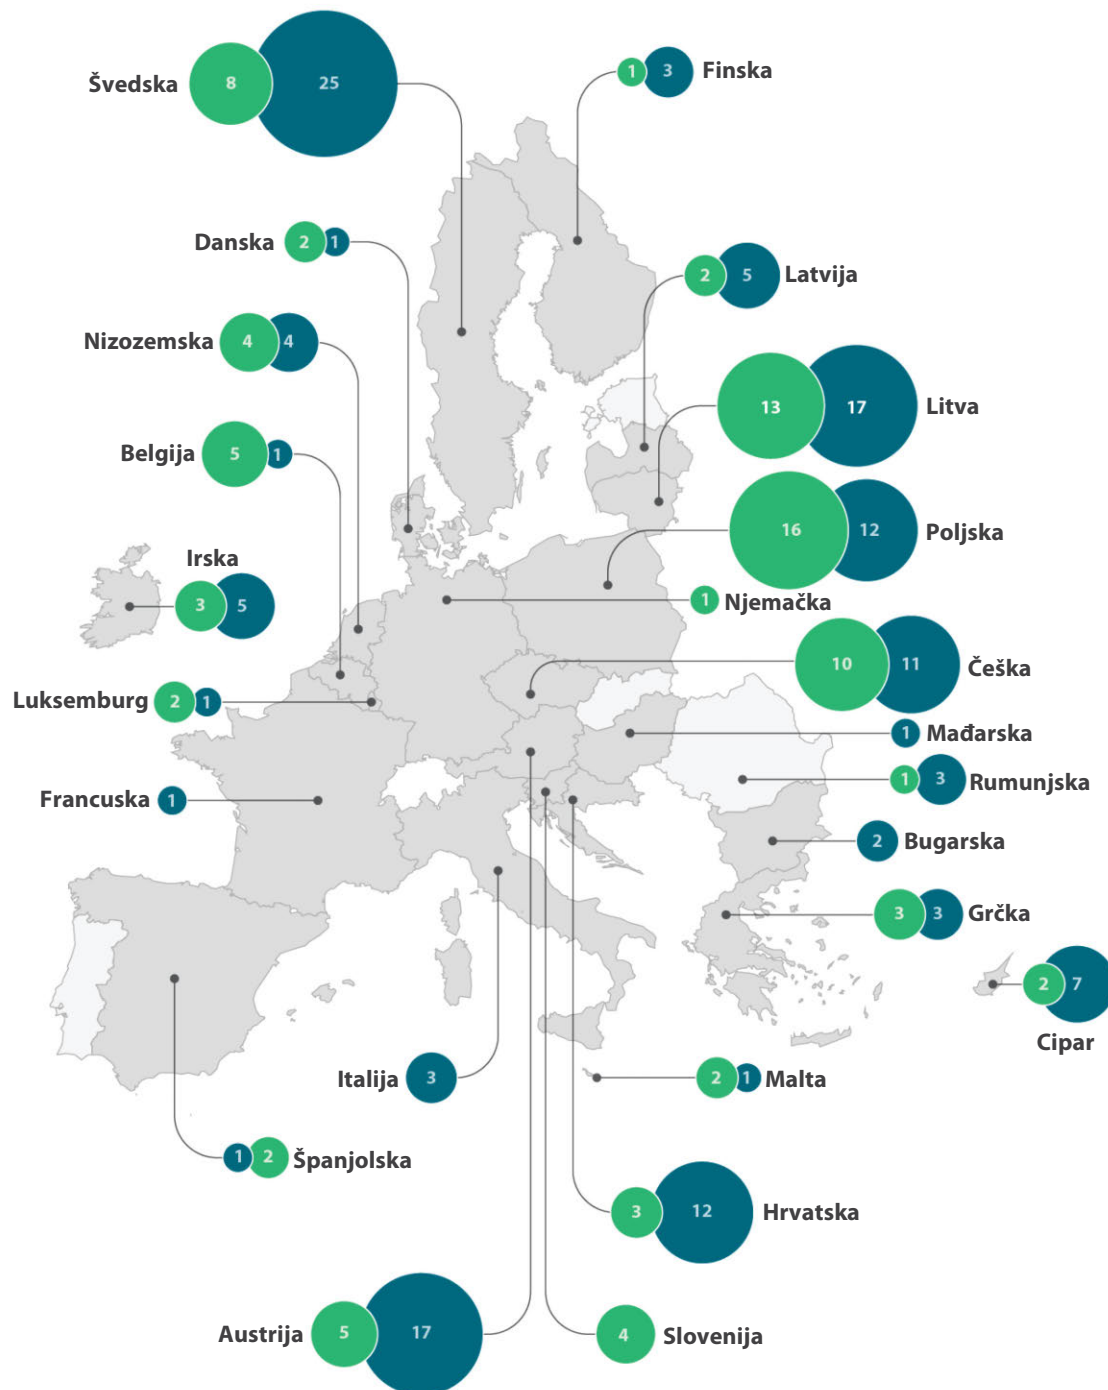 Švedska
8
25
1
3
Finska
Danska
2
1
2
5
Latvija
Nizozemska
4
4
13
17
Litva
Belgija
5
1
16
12
Poljska
Irska
3
5
1
Njemačka
10
11
Češka
Luksemburg
2
1
1
Mađarska
1
3
Rumunjska
Francuska
1
2
Bugarska
3
3
Grčka
2
7
Cipar
Italija
3
2
1
Malta
1
2
Španjolska
3
12
Hrvatska
Austrija
5
17
4
Slovenija